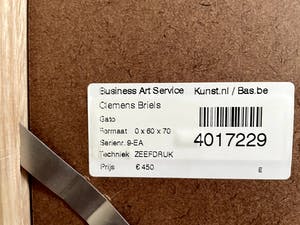 Business Art Service Kunst.nl / Bas.be
Clemens Briels
Gato
Formaat 0 x 60 x 70
Serienr. 9-EA
4017229
Techniek ZEEFDRUK
Prijs € 450
E